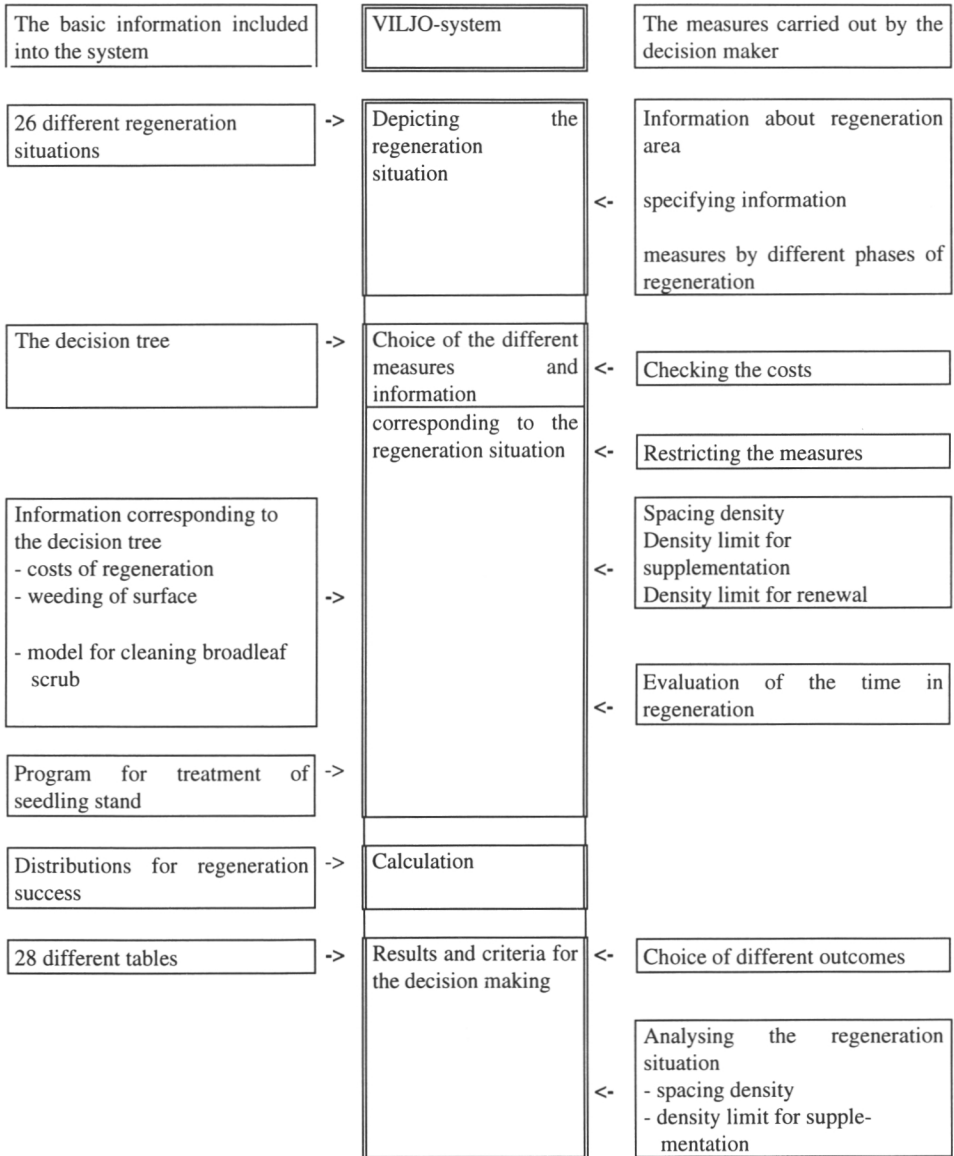 The basic information included
into the system
VILJO-system
The measures carried out by the
decision maker
26 different regeneration
situations
->
Depicting the
regeneration
situation
<-
Information about regeneration
area
specifying information
measures by different phases of
regeneration
The decision tree
->
Choice of the different
measures and
information
<-
Checking the costs
corresponding to the
regeneration situation
<-
Restricting the measures
Information corresponding to
the decision tree
- costs of regeneration
- weeding of surface
- model for cleaning broadleaf
scrub
->
<-
Spacing density
Density limit for
supplementation
Density limit for renewal
<-
Evaluation of the time in
regeneration
Program for treatment of
seedling stand
->
Distributions for regeneration
success
->
Calculation
28 different tables
->
Results and criteria for
the decision making
<-
Choice of different outcomes
<-
Analysing the regeneration
situation
- spacing density
- density limit for supple-
mentation